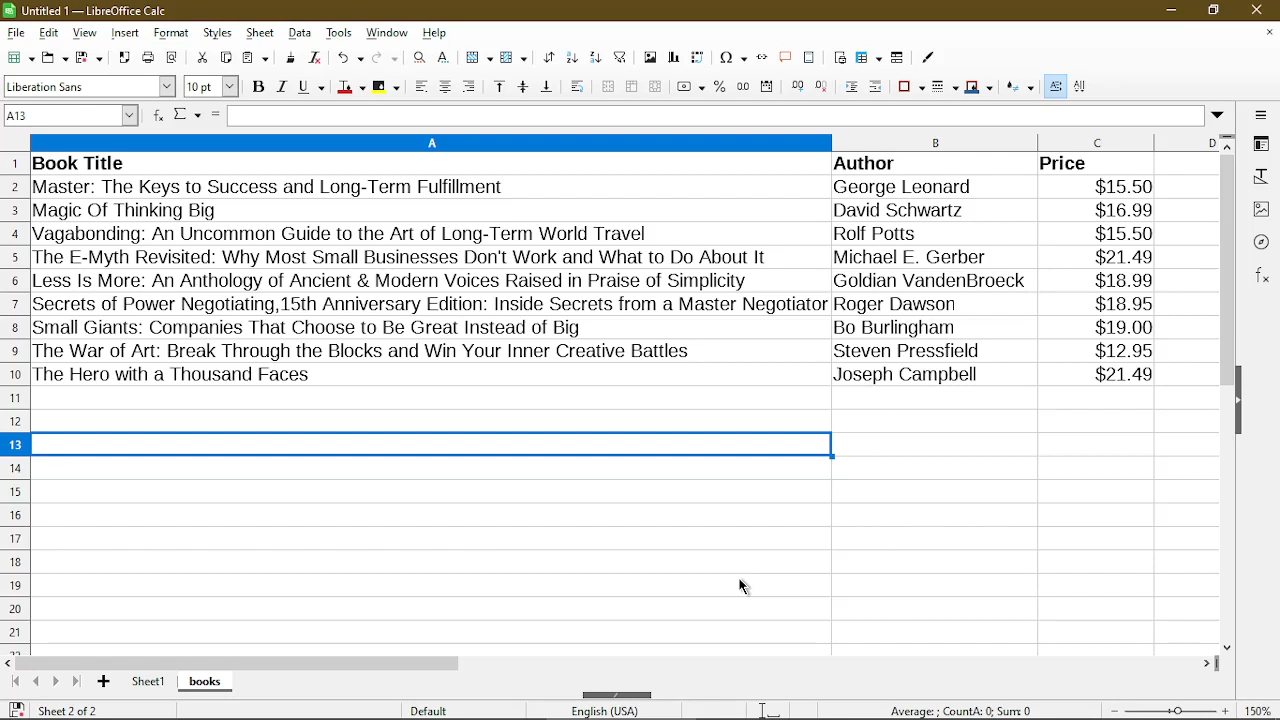 Untitled 1 — LibreOffice Calc
File Edit View Insert Format Styles Sheet Data Tools Window Help
Liberation Sans 10 pt B I U % 0.0
A13 fx Σ =
A B C D
1 Book Title Author Price
2 Master: The Keys to Success and Long-Term Fulfillment George Leonard $15.50
3 Magic Of Thinking Big David Schwartz $16.99
4 Vagabonding: An Uncommon Guide to the Art of Long-Term World Travel Rolf Potts $15.50
5 The E-Myth Revisited: Why Most Small Businesses Don't Work and What to Do About It Michael E. Gerber $21.49
6 Less Is More: An Anthology of Ancient & Modern Voices Raised in Praise of Simplicity Goldian VandenBroeck $18.99
7 Secrets of Power Negotiating,15th Anniversary Edition: Inside Secrets from a Master Negotiator Roger Dawson $18.95
8 Small Giants: Companies That Choose to Be Great Instead of Big Bo Burlingham $19.00
9 The War of Art: Break Through the Blocks and Win Your Inner Creative Battles Steven Pressfield $12.95
10 The Hero with a Thousand Faces Joseph Campbell $21.49
11
12
13
14
15
16
17
18
19
20
21
Sheet1 books
Sheet 2 of 2 Default English (USA) Average: ; CountA: 0; Sum: 0 150%